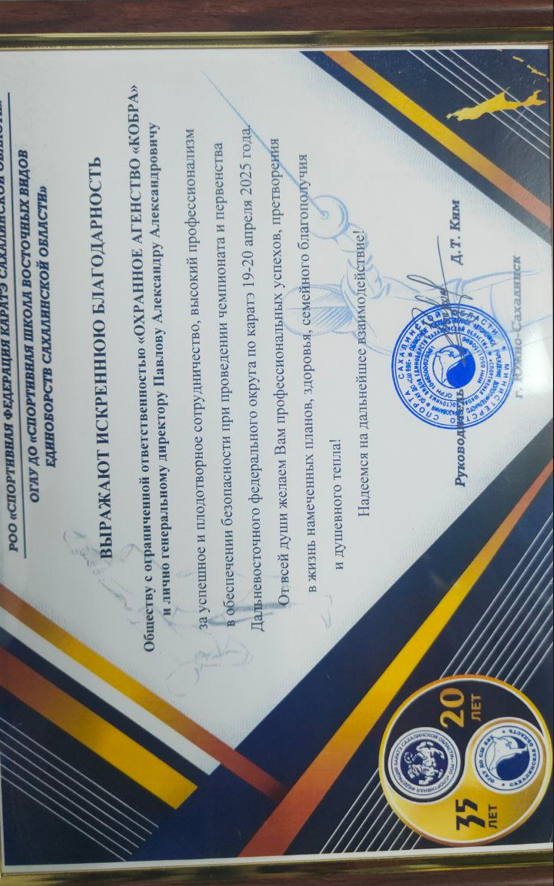 РОО «СПОРТИВНАЯ ФЕДЕРАЦИЯ КАРАТЭ САХАЛИНСКОЙ ОБЛАСТИ»
ОГАУ ДО «СПОРТИВНАЯ ШКОЛА ВОСТОЧНЫХ ВИДОВ
ЕДИНОБОРСТВ САХАЛИНСКОЙ ОБЛАСТИ»
ВЫРАЖАЮТ ИСКРЕННЮЮ БЛАГОДАРНОСТЬ
Обществу с ограниченной ответственностью «ОХРАННОЕ АГЕНСТВО «КОБРА»
и лично генеральному директору Павлову Александру Александровичу
за успешное и плодотворное сотрудничество, высокий профессионализм
в обеспечении безопасности при проведении чемпионата и первенства
Дальневосточного федерального округа по каратэ 19-20 апреля 2025 года.
От всей души желаем Вам профессиональных успехов, претворения
в жизнь намеченных планов, здоровья, семейного благополучия
и душевного тепла!
Надеемся на дальнейшее взаимодействие!
Руководитель Д.Т. Ким
г. Южно-Сахалинск
35 ЛЕТ
20 ЛЕТ